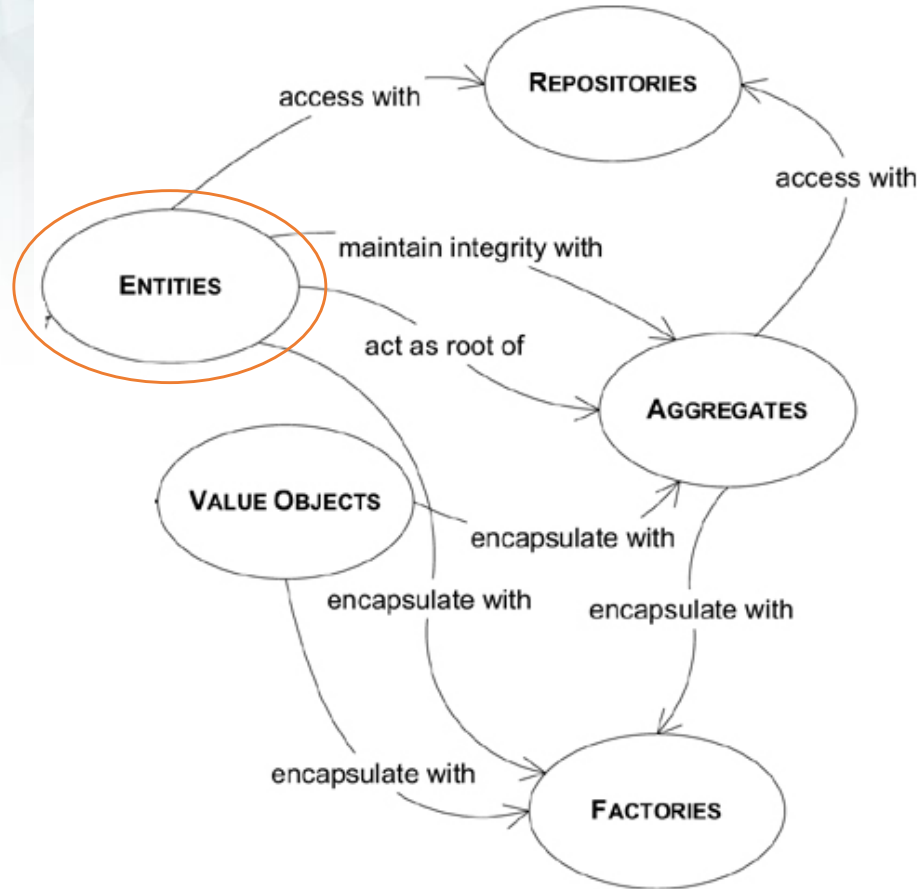 REPOSITORIES
access with
access with
maintain integrity with
ENTITIES
act as root of
AGGREGATES
VALUE OBJECTS
encapsulate with
encapsulate with
encapsulate with
encapsulate with
FACTORIES